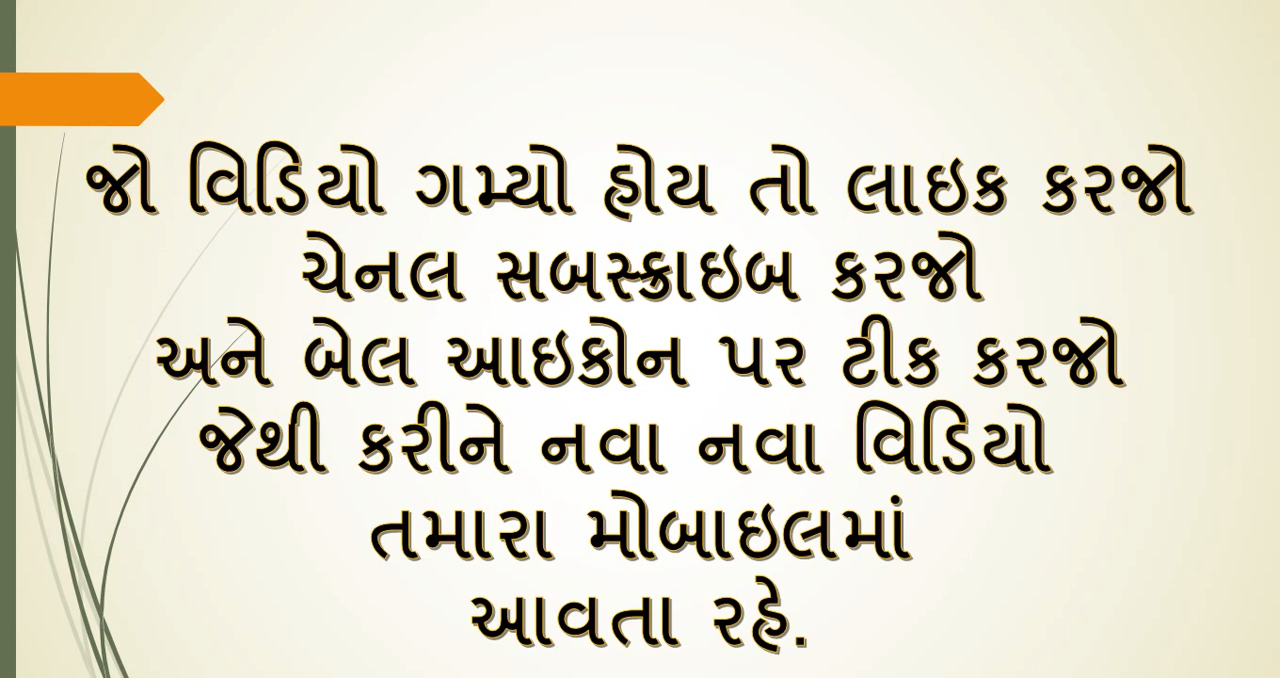 જો વિડિયો ગમ્યો હોય તો લાઇક કરજો
ચેનલ સબસ્ક્રાઇબ કરજો
અને બેલ આઇકોન પર ટીક કરજો
જેથી કરીને નવા નવા વિડિયો
તમારા મોબાઇલમાં
આવતા રહે.